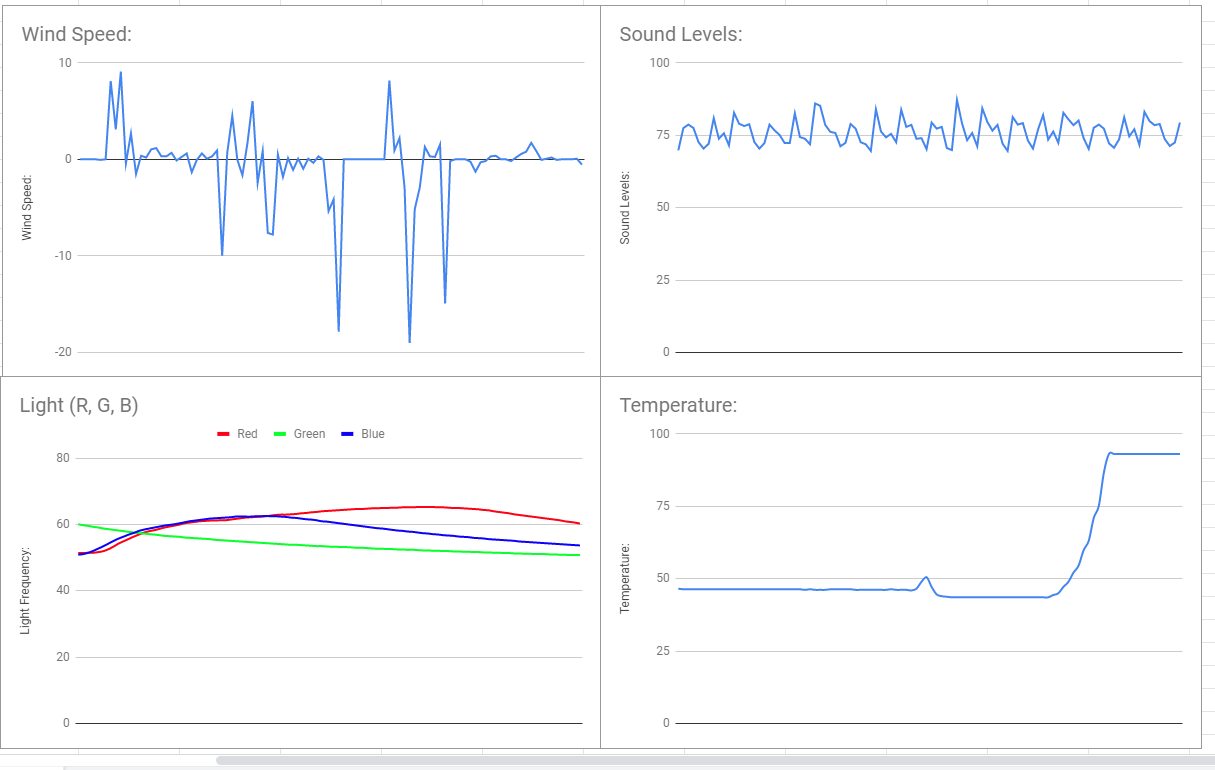 Wind Speed:
10
0
-10
-20
Wind Speed:
Sound Levels:
100
75
50
25
0
Sound Levels:
Light (R, G, B)
Red Green Blue
80
60
40
20
0
Light Frequency:
Temperature:
100
75
50
25
0
Temperature: